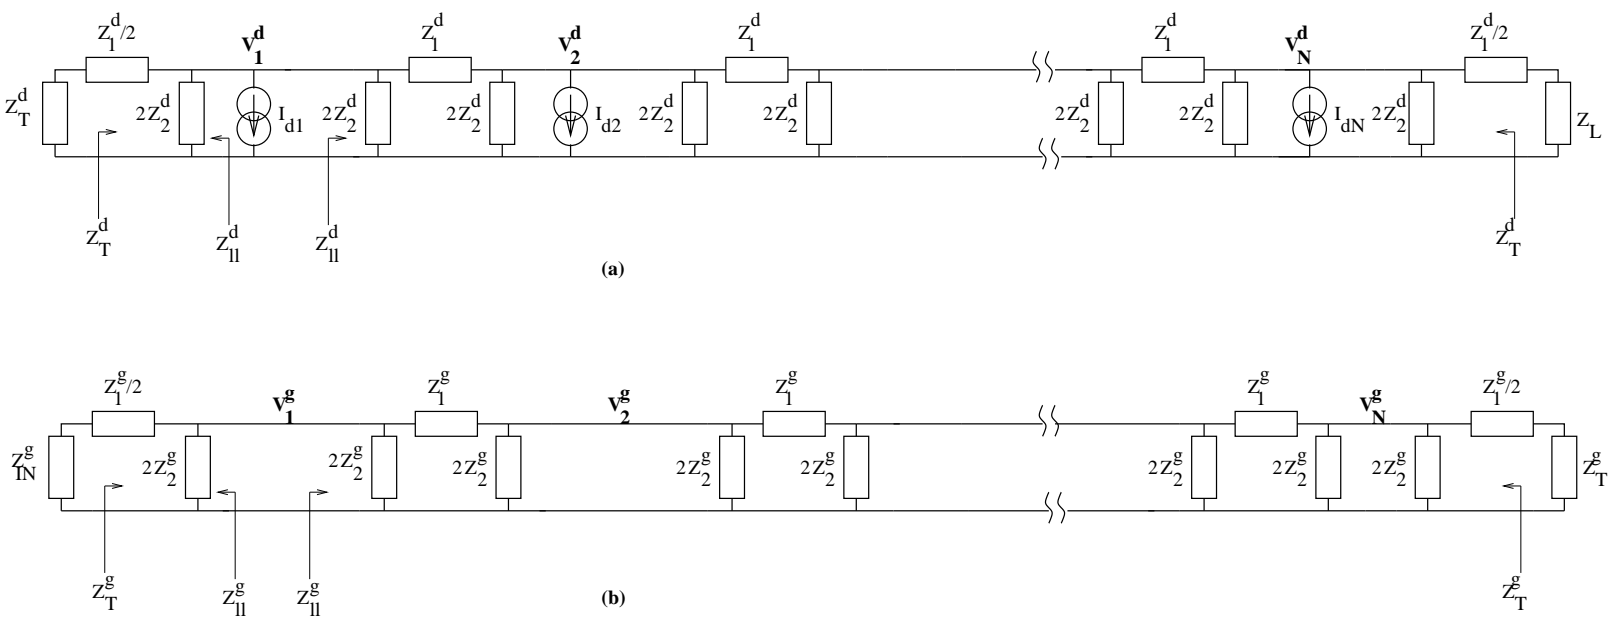 Z_1^d/2 V_1^d Z_1^d V_2^d Z_1^d Z_1^d V_N^d Z_1^d/2
Z_T^d 2Z_2^d I_d1 2Z_2^d 2Z_2^d I_d2 2Z_2^d 2Z_2^d 2Z_2^d 2Z_2^d I_dN 2Z_2^d Z_L
Z_T^d Z_ll^d Z_ll^d Z_T^d
(a)
Z_1^g/2 V_1^g Z_1^g V_2^g Z_1^g Z_1^g V_N^g Z_1^g/2
Z_IN^g 2Z_2^g 2Z_2^g 2Z_2^g 2Z_2^g 2Z_2^g 2Z_2^g 2Z_2^g 2Z_2^g Z_T^g
Z_T^g Z_ll^g Z_ll^g Z_T^g
(b)